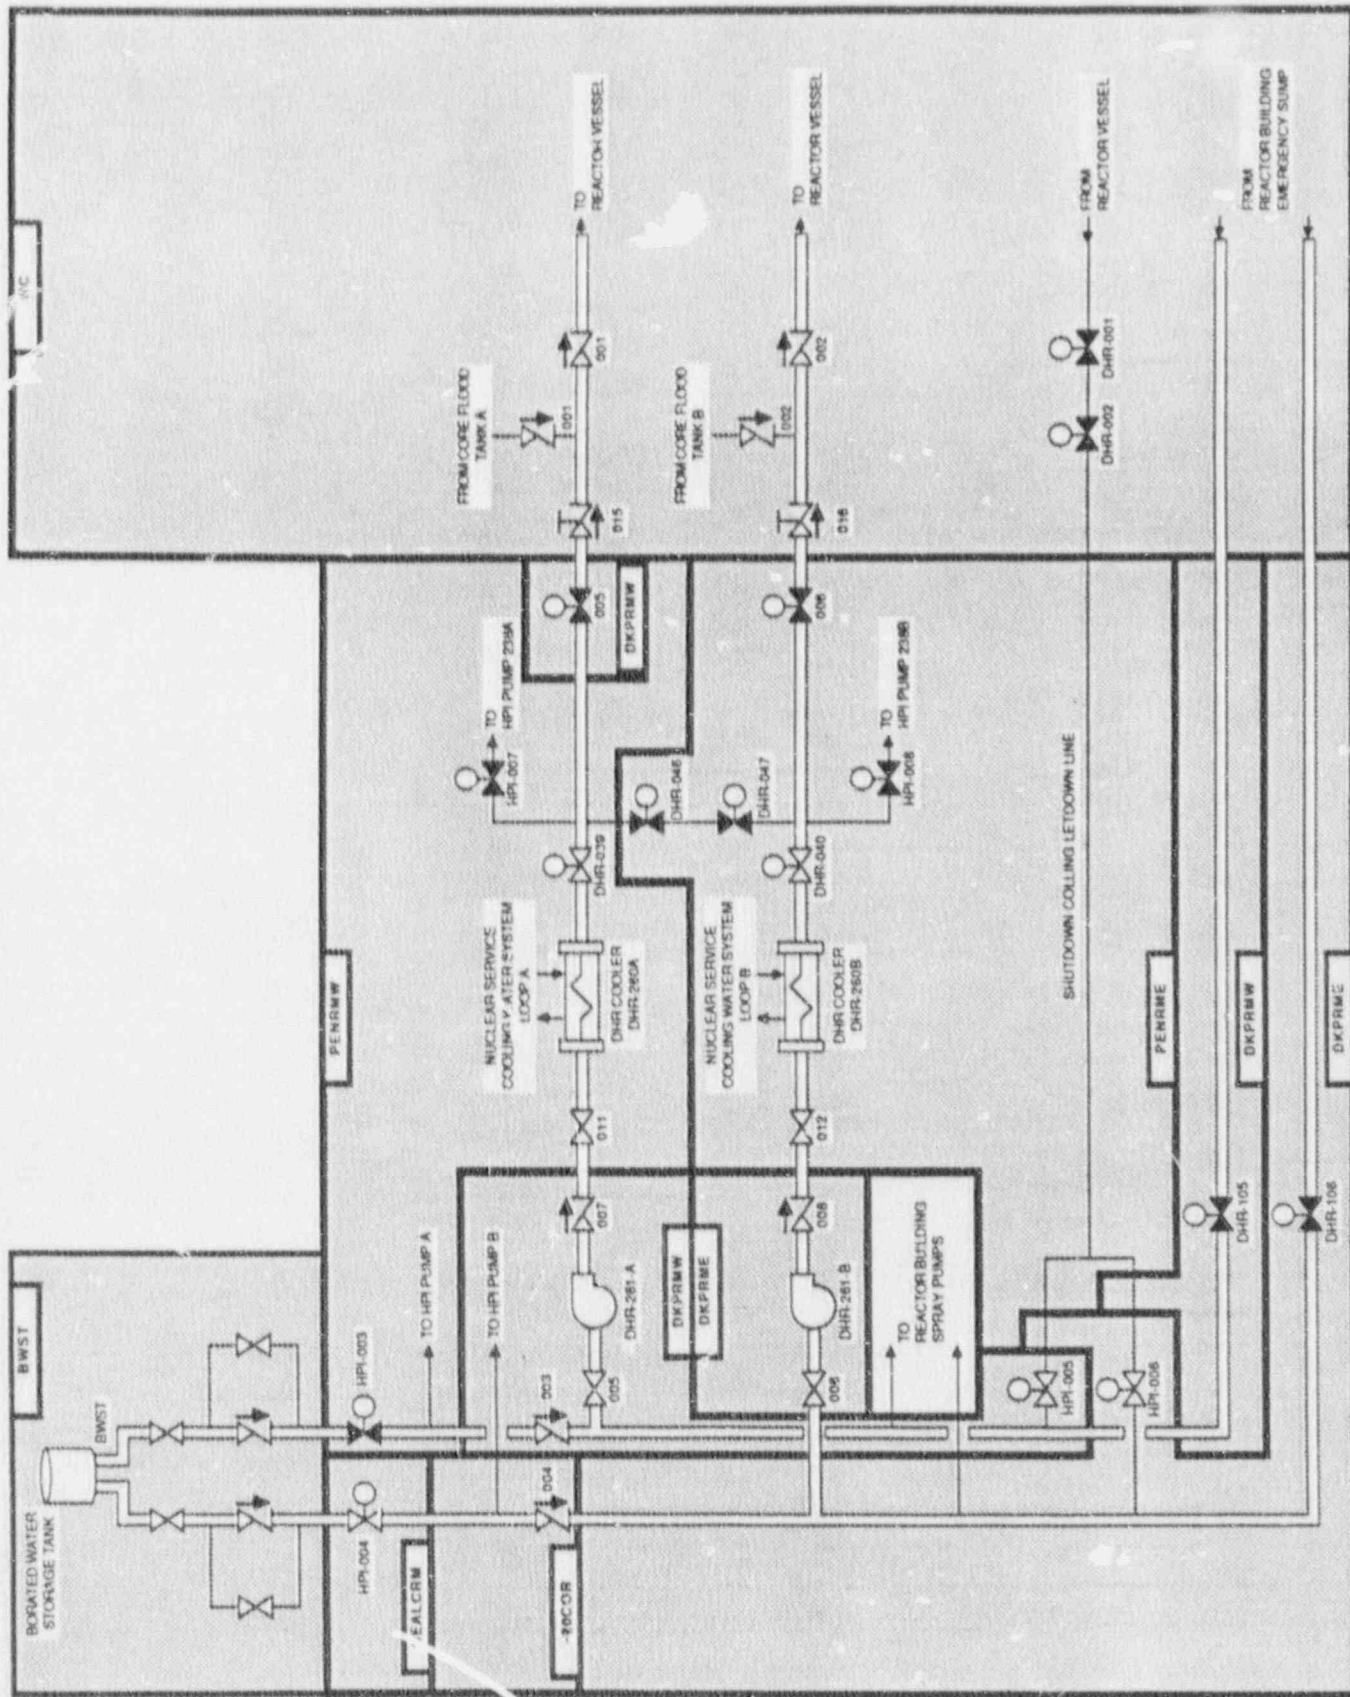 BORATED WATER
STORAGE TANK
BWST
BWST
HPI-003
HPI-004
TO HPI PUMP A
TO HPI PUMP B
003
004
-20COR
PENRMW
005
DHR-261-A
007
011
NUCLEAR SERVICE
LOOP A
DHR COOLER
DHR-260A
DHR-039
HPI-007
TO
HPI PUMP 238A
005
DKPRMW
015
FROM CORE FLOOD
TANK A
001
001
TO
REACTOR VESSEL
DKPRMW
DKPRME
006
DHR-261-B
008
012
NUCLEAR SERVICE
COOLING WATER SYSTEM
LOOP B
DHR COOLER
DHR-260B
DHR-040
DHR-046
DHR-047
HPI-008
TO
HPI PUMP 238B
006
016
FROM CORE FLOOD
TANK B
002
002
TO
REACTOR VESSEL
TO
REACTOR BUILDING
SPRAY PUMPS
HPI-005
HPI-006
SHUTDOWN COLLING LETDOWN LINE
DHR-002
DHR-001
FROM
REACTOR VESSEL
PENRME
DKPRMW
DKPRME
DHR-105
DHR-106
FROM
REACTOR BUILDING
EMERGENCY SUMP